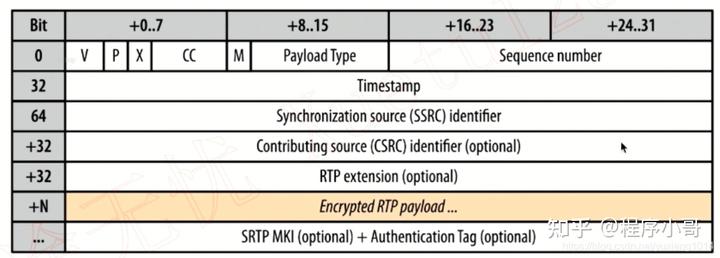 Bit +0..7 +8..15 +16..23 +24..31
0 V P X CC M Payload Type Sequence number
32 Timestamp
64 Synchronization source (SSRC) identifier
+32 Contributing source (CSRC) identifier (optional)
+32 RTP extension (optional)
+N Encrypted RTP payload ...
... SRTP MKI (optional) + Authentication Tag (optional)
知乎 @程序小哥